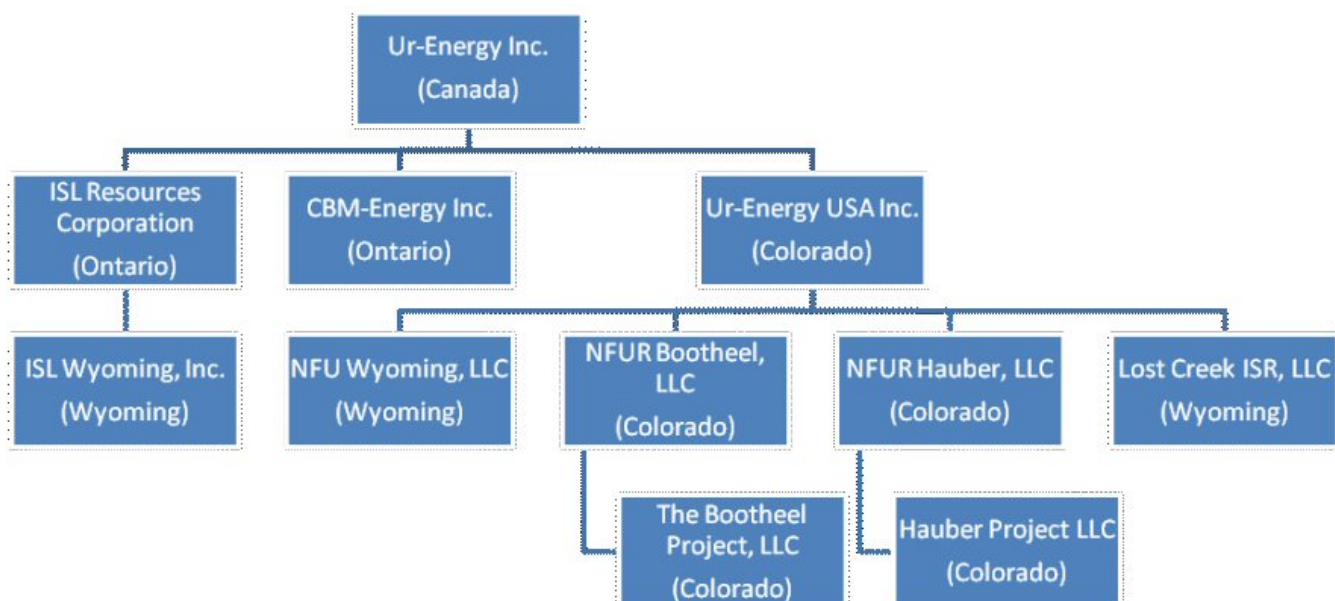 Ur-Energy Inc.
(Canada)
ISL Resources
Corporation
(Ontario)
CBM-Energy Inc.
(Ontario)
Ur-Energy USA Inc.
(Colorado)
ISL Wyoming, Inc.
(Wyoming)
NFU Wyoming, LLC
(Wyoming)
NFUR Bootheel,
LLC
(Colorado)
NFUR Hauber, LLC
(Colorado)
Lost Creek ISR, LLC
(Wyoming)
The Bootheel
Project, LLC
(Colorado)
Hauber Project LLC
(Colorado)